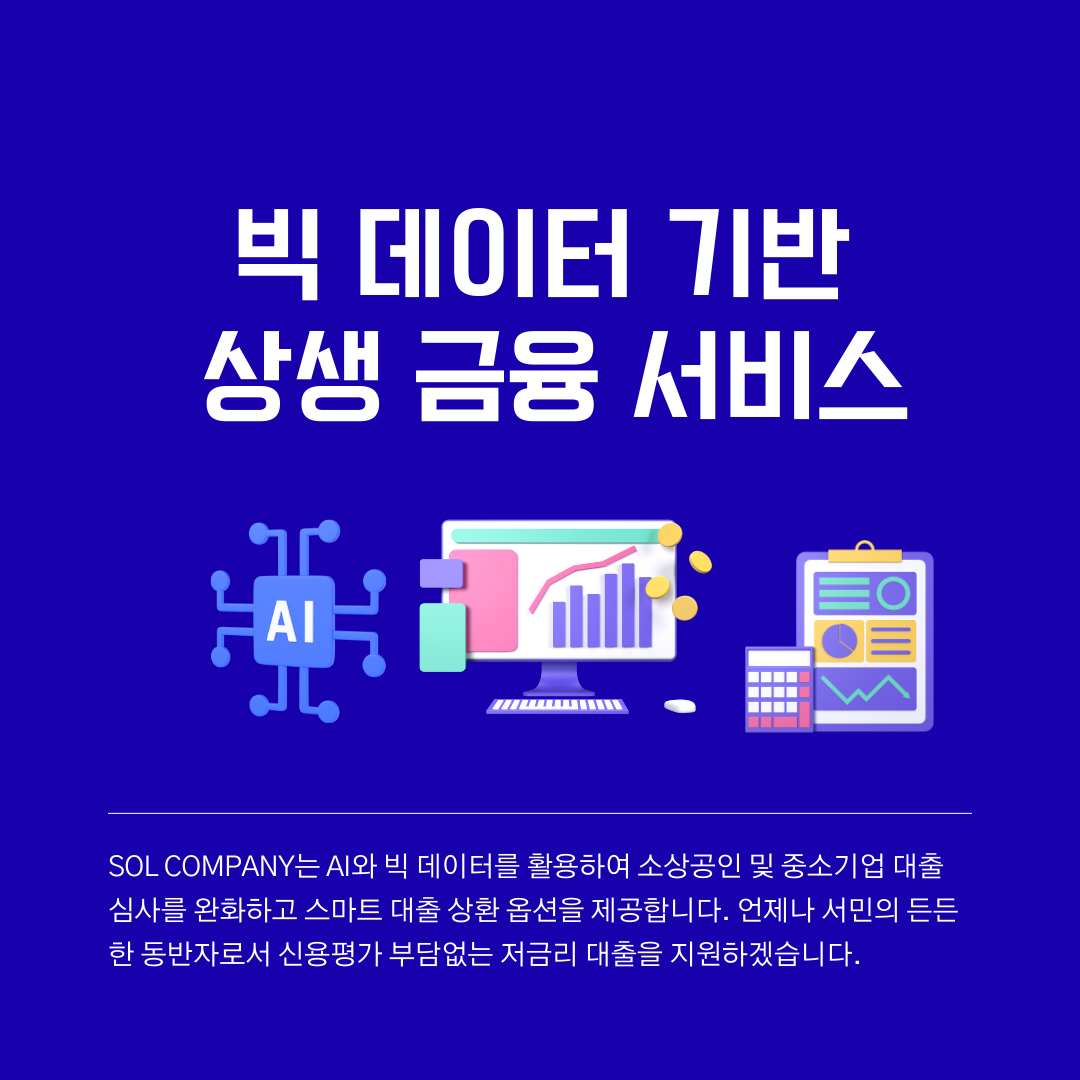 빅 데이터 기반
상생 금융 서비스
AI
SOL COMPANY는 AI와 빅 데이터를 활용하여 소상공인 및 중소기업 대출
심사를 완화하고 스마트 대출 상환 옵션을 제공합니다. 언제나 서민의 든든
한 동반자로서 신용평가 부담없는 저금리 대출을 지원하겠습니다.